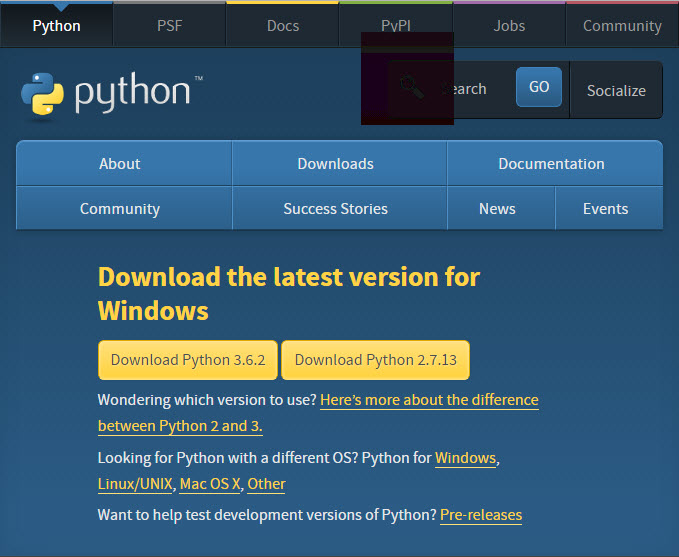 Python PSF Docs PyPI Jobs Community
python™
Search GO Socialize
About Downloads Documentation
Community Success Stories News Events
Download the latest version for
Windows
Download Python 3.6.2 Download Python 2.7.13
Wondering which version to use? Here’s more about the difference
between Python 2 and 3.
Looking for Python with a different OS? Python for Windows,
Linux/UNIX, Mac OS X, Other
Want to help test development versions of Python? Pre-releases